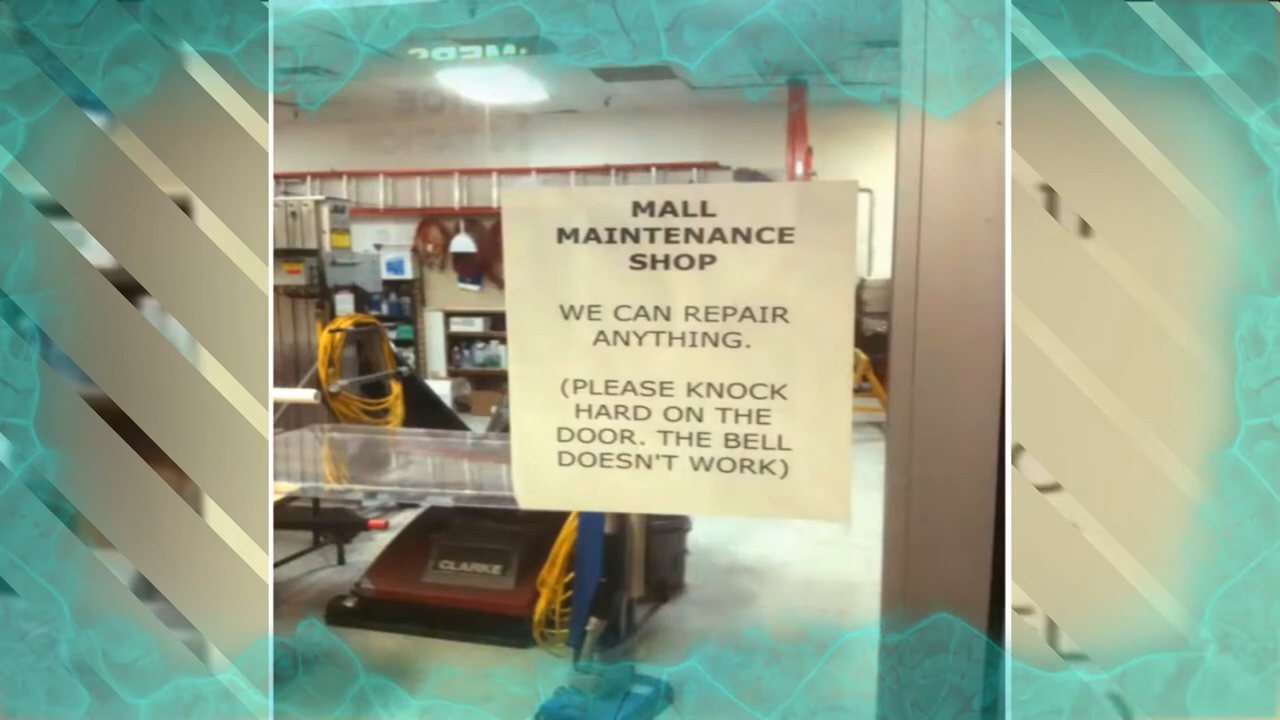 MALL
MAINTENANCE
SHOP
WE CAN REPAIR
ANYTHING.
(PLEASE KNOCK
HARD ON THE
DOOR. THE BELL
DOESN'T WORK)
CLARKE